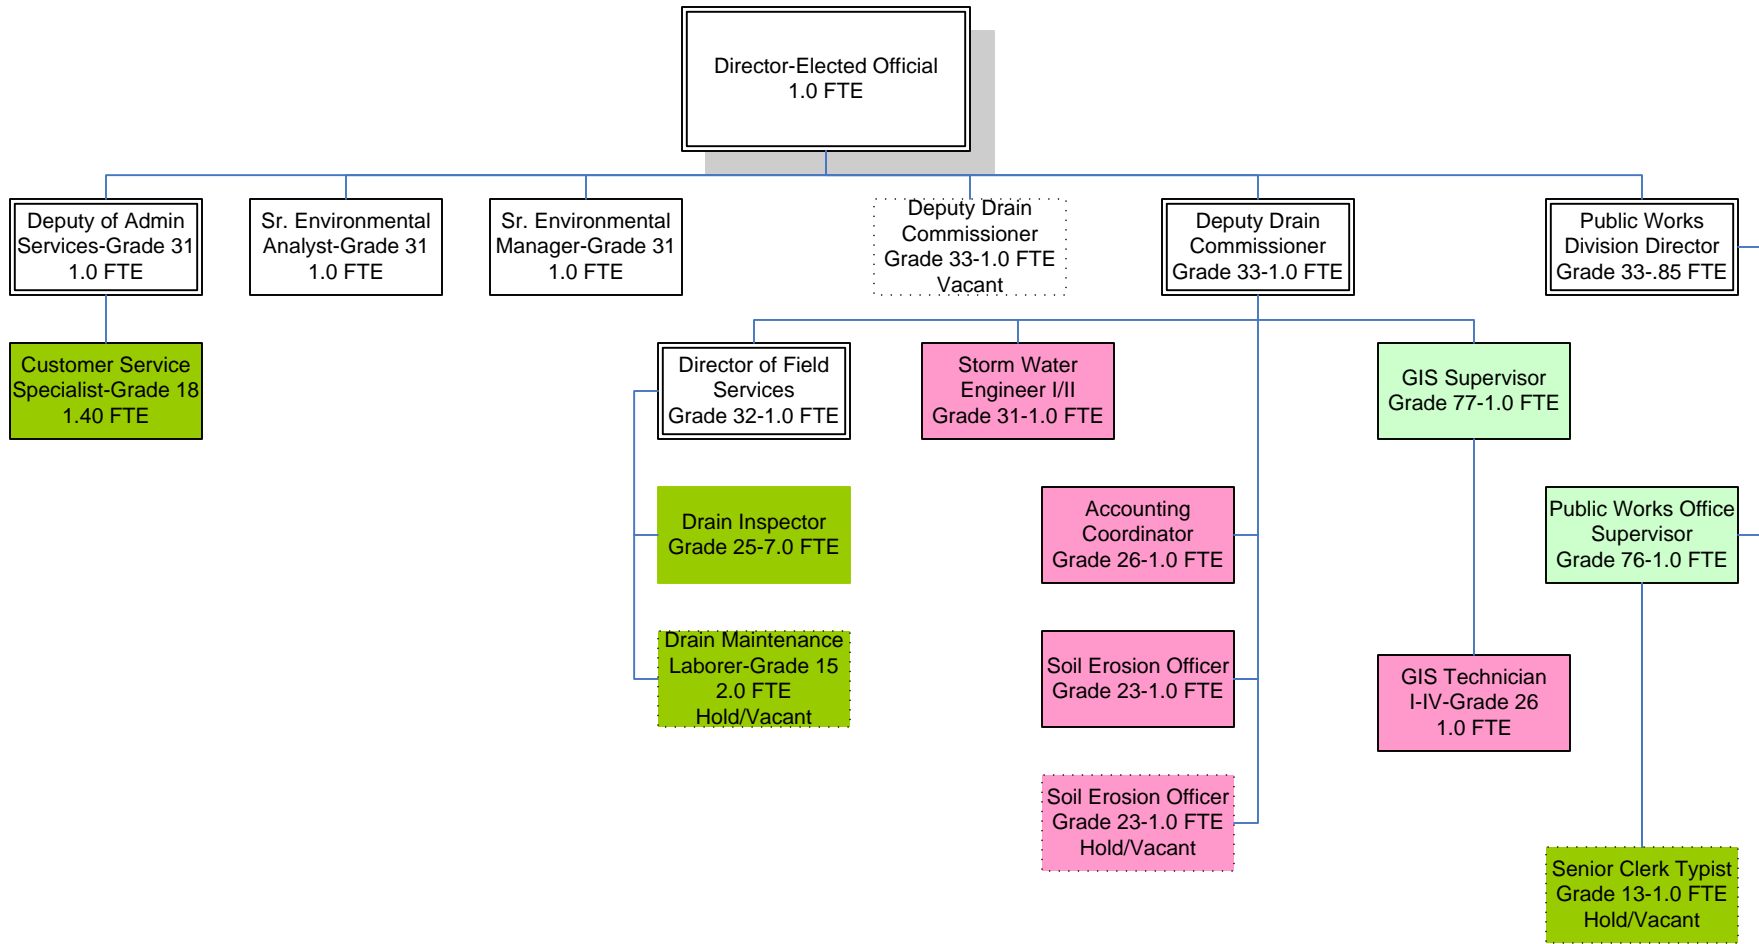 Director-Elected Official
1.0 FTE
Deputy of Admin
Services-Grade 31
1.0 FTE
Sr. Environmental
Analyst-Grade 31
1.0 FTE
Sr. Environmental
Manager-Grade 31
1.0 FTE
Deputy Drain
Commissioner
Grade 33-1.0 FTE
Vacant
Deputy Drain
Commissioner
Grade 33-1.0 FTE
Public Works
Division Director
Grade 33-.85 FTE
Customer Service
Specialist-Grade 18
1.40 FTE
Director of Field
Services
Grade 32-1.0 FTE
Storm Water
Engineer I/II
Grade 31-1.0 FTE
GIS Supervisor
Grade 77-1.0 FTE
Drain Inspector
Grade 25-7.0 FTE
Accounting
Coordinator
Grade 26-1.0 FTE
Public Works Office
Supervisor
Grade 76-1.0 FTE
Drain Maintenance
Laborer-Grade 15
2.0 FTE
Hold/Vacant
Soil Erosion Officer
Grade 23-1.0 FTE
GIS Technician
I-IV-Grade 26
1.0 FTE
Soil Erosion Officer
Grade 23-1.0 FTE
Hold/Vacant
Senior Clerk Typist
Grade 13-1.0 FTE
Hold/Vacant